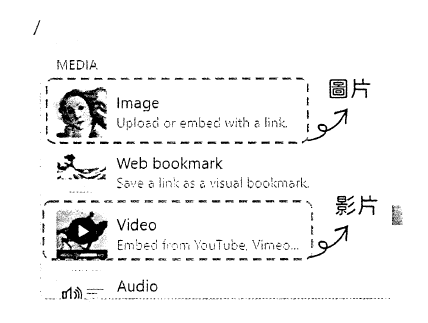 /
MEDIA
Image
圖片
Upload or embed with a link.
Web bookmark
Save a link as a visual bookmark.
影片
Video
Embed from YouTube, Vimeo...
Audio